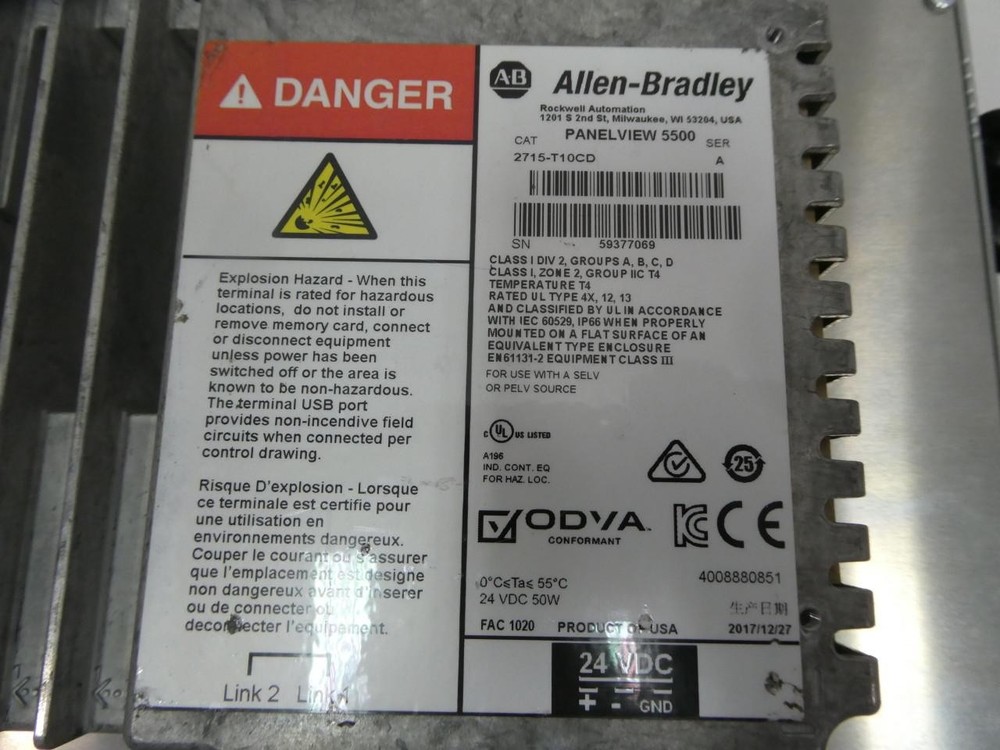 DANGER
Explosion Hazard - When this
terminal is rated for hazardous
locations, do not install or
remove memory card, connect
or disconnect equipment
unless power has been
switched off or the area is
known to be non-hazardous.
The terminal USB port
provides non-incendive field
circuits when connected per
control drawing.
Risque D'explosion - Lorsque
ce terminale est certifie pour
une utilisation en
environnements dangereux.
Couper le courant ou s'assurer
que l'emplacement est designe
non dangereux avant d'inserer
ou de connecter ou
deconnecter l'equipament.
Link 2 Link 1
A-B Allen-Bradley
Rockwell Automation
1201 S 2nd St, Milwaukee, WI 53204, USA
CAT PANELVIEW 5500 SER
2715-T10CD A
SN 59377069
CLASS I DIV 2, GROUPS A, B, C, D
CLASS I, ZONE 2, GROUP IIC T4
TEMPERATURE T4
RATED UL TYPE 4X, 12, 13
AND CLASSIFIED BY UL IN ACCORDANCE
WITH IEC 60529, IP66 WHEN PROPERLY
MOUNTED ON A FLAT SURFACE OF AN
EQUIVALENT TYPE ENCLOSURE
EN61131-2 EQUIPMENT CLASS III
FOR USE WITH A SELV
OR PELV SOURCE
C UL US LISTED
A196
IND. CONT. EQ
FOR HAZ. LOC.
25
ODVA
CONFORMANT
KC CE
0°C≤Ta≤ 55°C
24 VDC 50W
4008880851
生产日期
FAC 1020 PRODUCT OF USA 2017/12/27
24 VDC
+ - GND